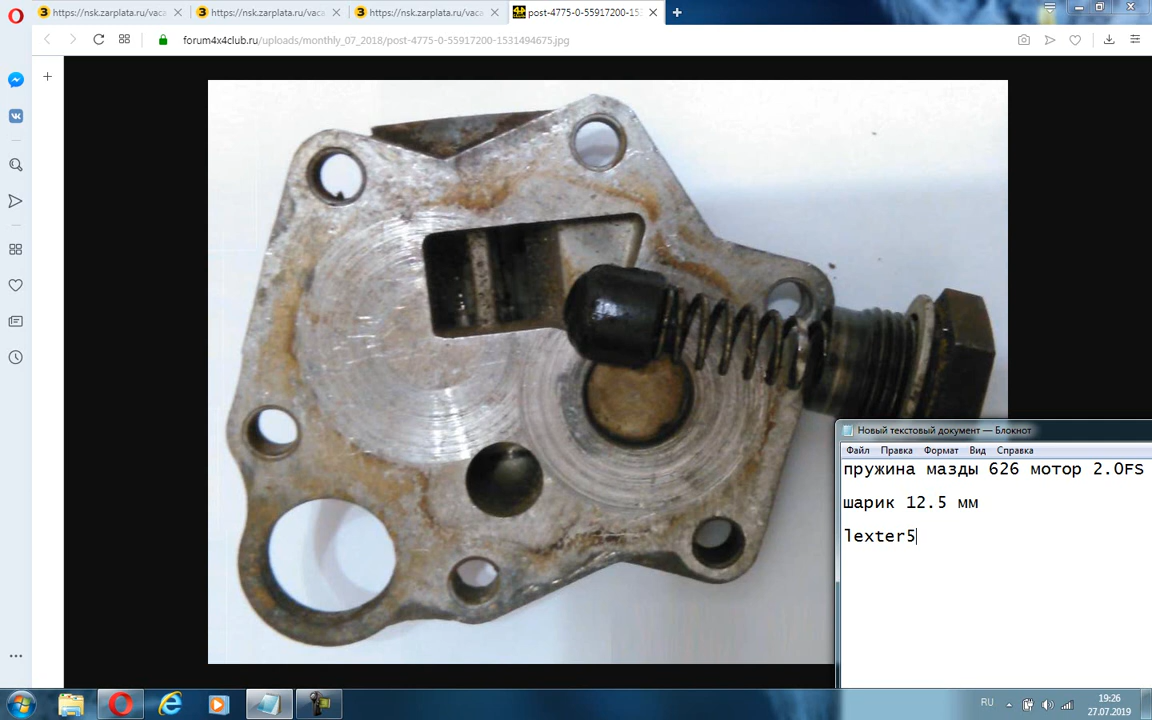 https://nsk.zarplata.ru/vaca
https://nsk.zarplata.ru/vaca
https://nsk.zarplata.ru/vaca
post-4775-0-55917200-153
forum4x4club.ru/uploads/monthly_07_2018/post-4775-0-55917200-1531494675.jpg
Новый текстовый документ — Блокнот
Файл Правка Формат Вид Справка
пружина мазды 626 мотор 2.0FS
шарик 12.5 мм
lexter5
RU
19:26
27.07.2019